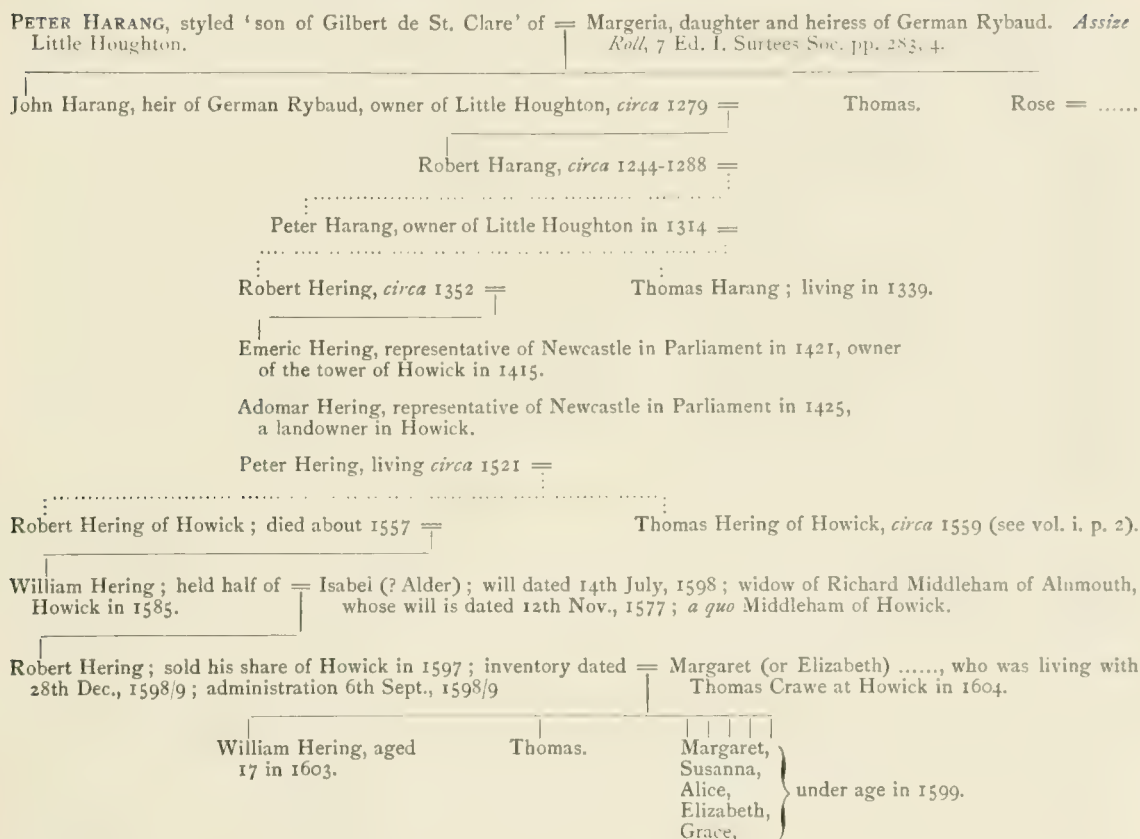 PETER HARANG, styled ‘son of Gilbert de St. Clare’ of = Margeria, daughter and heiress of German Rybaud. Assize
Little Houghton. Roll, 7 Ed. I. Surtees Soc. pp. 283, 4.
John Harang, heir of German Rybaud, owner of Little Houghton, circa 1279 = Thomas. Rose = ......
Robert Harang, circa 1244-1288 =
Peter Harang, owner of Little Houghton in 1314 =
Robert Hering, circa 1352 = Thomas Harang ; living in 1339.
Emeric Hering, representative of Newcastle in Parliament in 1421, owner
of the tower of Howick in 1415.
Adomar Hering, representative of Newcastle in Parliament in 1425,
a landowner in Howick.
Peter Hering, living circa 1521 =
Robert Hering of Howick ; died about 1557 = Thomas Hering of Howick, circa 1559 (see vol. i. p. 2).
William Hering ; held half of = Isabel (? Alder) ; will dated 14th July, 1598 ; widow of Richard Middleham of Alnmouth,
Howick in 1585. whose will is dated 12th Nov., 1577 ; a quo Middleham of Howick.
Robert Hering ; sold his share of Howick in 1597 ; inventory dated = Margaret (or Elizabeth) ......, who was living with
28th Dec., 1598/9 ; administration 6th Sept., 1598/9 Thomas Crawe at Howick in 1604.
William Hering, aged Thomas. Margaret,
17 in 1603. Susanna,
Alice, under age in 1599.
Elizabeth,
Grace,